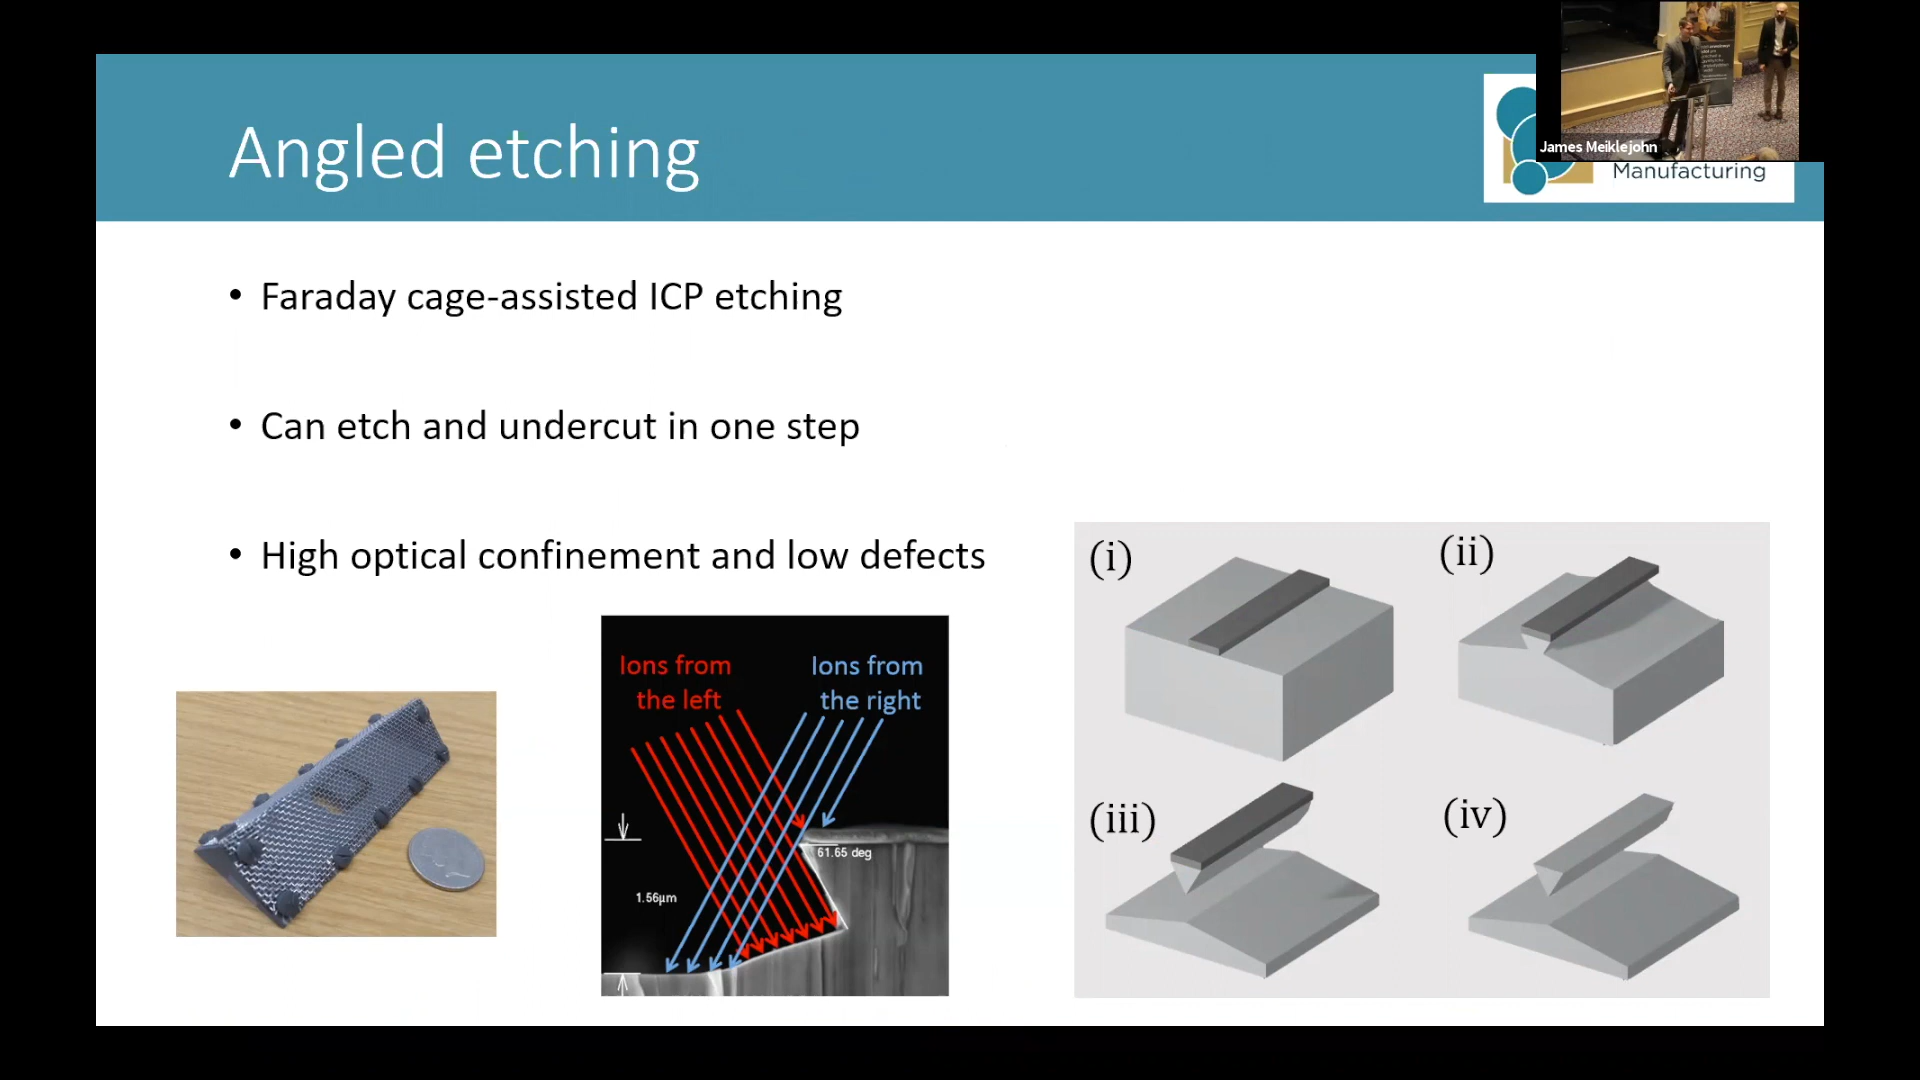 James Meiklejohn
Manufacturing
Angled etching
• Faraday cage-assisted ICP etching
• Can etch and undercut in one step
• High optical confinement and low defects
Ions from
the left
Ions from
the right
61.65 deg
1.56µm
(i)
(ii)
(iii)
(iv)